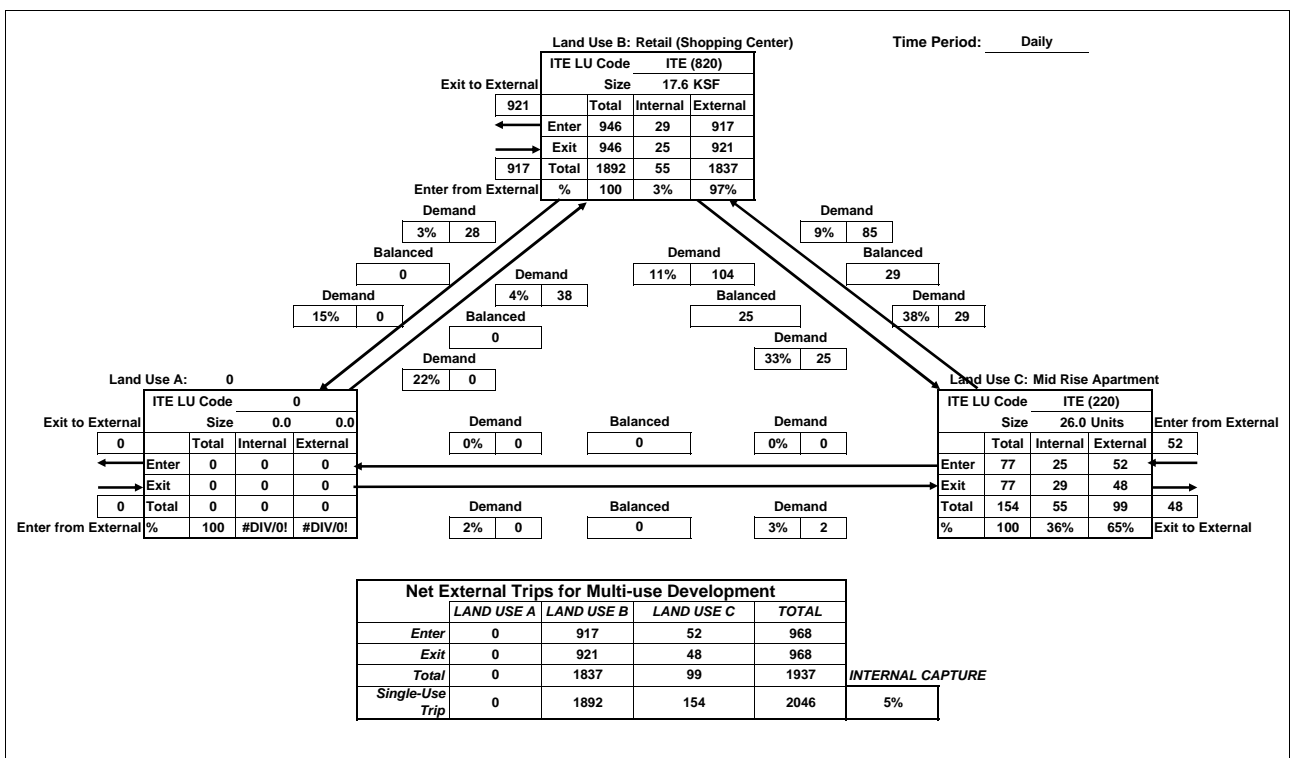 Land Use B: Retail (Shopping Center)
Time Period: Daily
ITE LU Code ITE (820)
Exit to External Size 17.6 KSF
921 Total Internal External
Enter 946 29 917
Exit 946 25 921
917 Total 1892 55 1837
Enter from External % 100 3% 97%
Demand
3% 28
Balanced
0
Demand
15% 0
Demand
4% 38
Balanced
0
Demand
22% 0
Demand
11% 104
Balanced
25
Demand
33% 25
Demand
9% 85
Balanced
29
Demand
38% 29
Land Use A: 0
ITE LU Code 0
Exit to External Size 0.0 0.0
0 Total Internal External
Enter 0 0 0
Exit 0 0 0
0 Total 0 0 0
Enter from External % 100 #DIV/0! #DIV/0!
Demand Balanced Demand
0% 0 0 0% 0
Demand Balanced Demand
2% 0 0 3% 2
Land Use C: Mid Rise Apartment
ITE LU Code ITE (220)
Size 26.0 Units Enter from External
Total Internal External 52
Enter 77 25 52
Exit 77 29 48
Total 154 55 99 48
% 100 36% 65% Exit to External
Net External Trips for Multi-use Development
LAND USE A LAND USE B LAND USE C TOTAL
Enter 0 917 52 968
Exit 0 921 48 968
Total 0 1837 99 1937 INTERNAL CAPTURE
Single-Use
Trip 0 1892 154 2046 5%